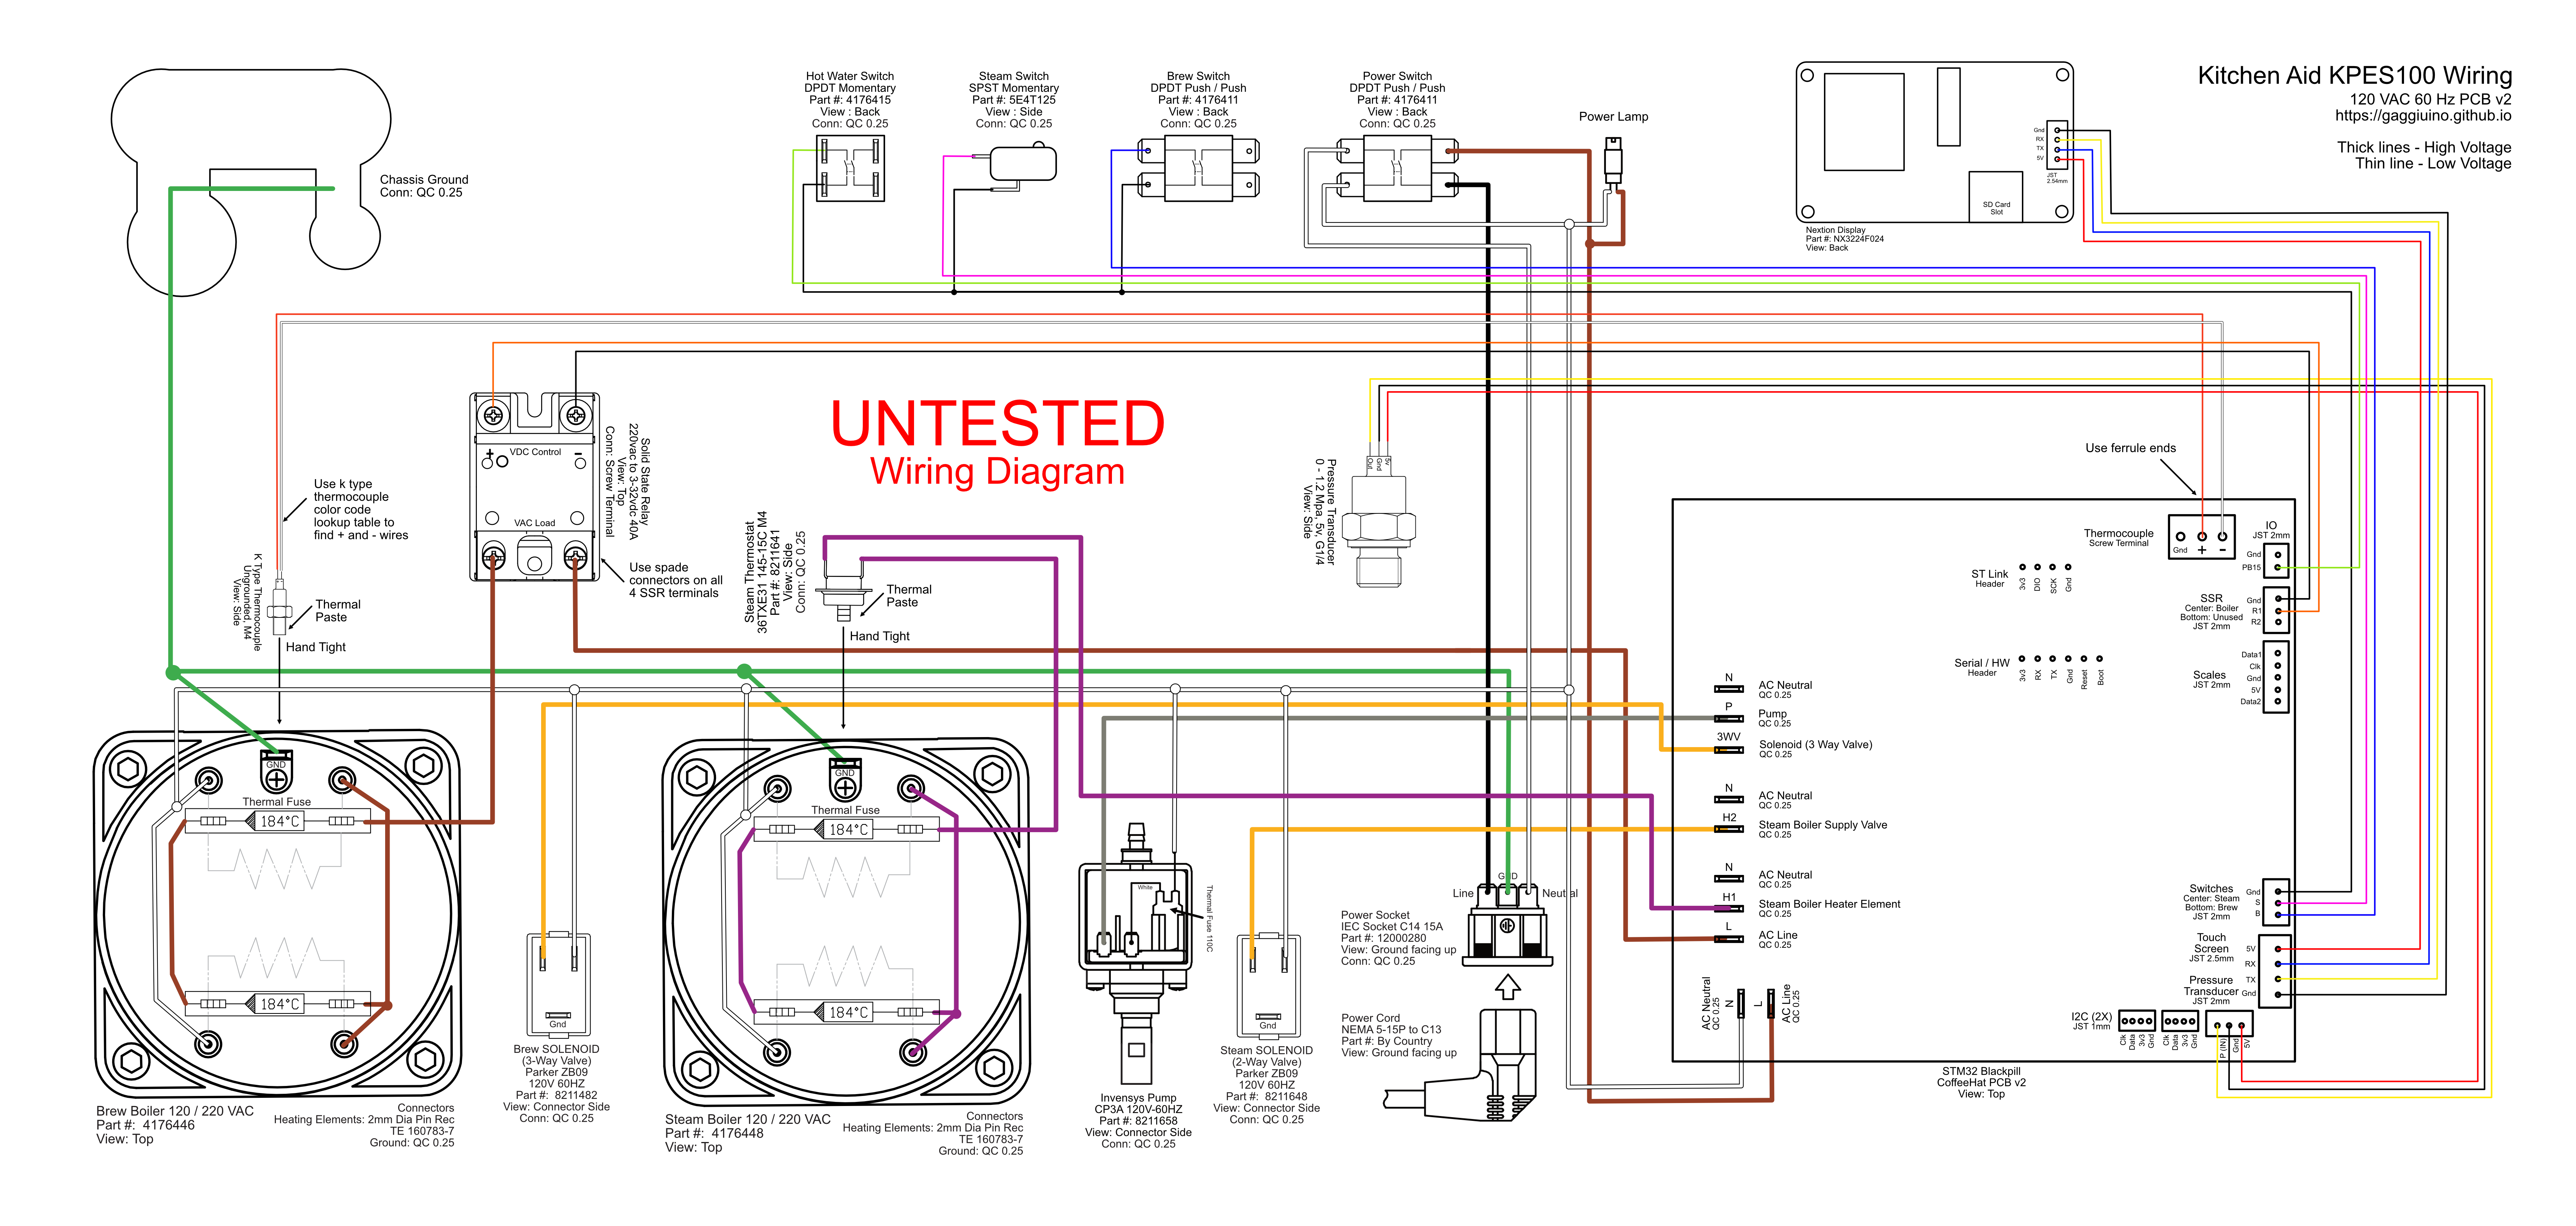 Kitchen Aid KPES100 Wiring
120 VAC 60 Hz PCB v2
https://gaggiuino.github.io
Thick lines - High Voltage
Thin line - Low Voltage
Hot Water Switch
DPDT Momentary
Part #: 4176415
View : Back
Conn: QC 0.25
Steam Switch
SPST Momentary
Part #: 5E4T125
View : Side
Conn: QC 0.25
Brew Switch
DPDT Push / Push
Part #: 4176411
View : Back
Conn: QC 0.25
Power Switch
DPDT Push / Push
Part #: 4176411
View : Back
Conn: QC 0.25
Power Lamp
Gnd
RX
TX
5V
JST
2.54mm
SD Card
Slot
Nextion Display
Part #: NX3224F024
View: Back
Chassis Ground
Conn: QC 0.25
UNTESTED
Wiring Diagram
+
VDC Control
-
VAC Load
Solid State Relay
220vac to 3-32vdc 40A
View: Top
Conn: Screw Terminal
Use spade
connectors on all
4 SSR terminals
Use k type
thermocouple
color code
lookup table to
find + and - wires
K Type Thermocouple
Ungrounded, M4
View: Side
Thermal
Paste
Hand Tight
Steam Thermostat
36TXE31 145-15C M4
Part #: 8211641
View: Side
Conn: QC 0.25
Thermal
Paste
Hand Tight
Out
Gnd
5v
Pressure Transducer
0 - 1.2 Mpa, 5v, G1/4
View: Side
Use ferrule ends
Thermocouple
Screw Terminal
Gnd
+
-
IO
JST 2mm
Gnd
PB15
ST Link
Header
3v3
DIO
SCK
Gnd
SSR
Center: Boiler
Bottom: Unused
JST 2mm
Gnd
R1
R2
Serial / HW
Header
3v3
RX
TX
Gnd
Reset
Boot
Scales
JST 2mm
Data1
Clk
Gnd
5V
Data2
N
AC Neutral
QC 0.25
P
Pump
QC 0.25
3WV
Solenoid (3 Way Valve)
QC 0.25
N
AC Neutral
QC 0.25
H2
Steam Boiler Supply Valve
QC 0.25
N
AC Neutral
QC 0.25
H1
Steam Boiler Heater Element
QC 0.25
L
AC Line
QC 0.25
AC Neutral
QC 0.25
N
L
AC Line
QC 0.25
Switches
Center: Steam
Bottom: Brew
JST 2mm
Gnd
S
B
Touch
Screen
JST 2.5mm
5V
RX
TX
Gnd
Pressure
Transducer
JST 2mm
I2C (2X)
JST 1mm
Clk
Data
3v3
Gnd
Clk
Data
3v3
Gnd
P (IN)
Gnd
5V
STM32 Blackpill
CoffeeHat PCB v2
View: Top
GND
Thermal Fuse
184°C
184°C
Brew Boiler 120 / 220 VAC
Part #: 4176446
View: Top
Connectors
Heating Elements: 2mm Dia Pin Rec
TE 160783-7
Ground: QC 0.25
Gnd
Brew SOLENOID
(3-Way Valve)
Parker ZB09
120V 60HZ
Part #: 8211482
View: Connector Side
Conn: QC 0.25
GND
Thermal Fuse
184°C
184°C
Steam Boiler 120 / 220 VAC
Part #: 4176448
View: Top
Connectors
Heating Elements: 2mm Dia Pin Rec
TE 160783-7
Ground: QC 0.25
White
Thermal Fuse 110C
Invensys Pump
CP3A 120V-60HZ
Part #: 8211658
View: Connector Side
Conn: QC 0.25
Gnd
Steam SOLENOID
(2-Way Valve)
Parker ZB09
120V 60HZ
Part #: 8211648
View: Connector Side
Conn: QC 0.25
Line
GND
Neutral
Power Socket
IEC Socket C14 15A
Part #: 12000280
View: Ground facing up
Conn: QC 0.25
Power Cord
NEMA 5-15P to C13
Part #: By Country
View: Ground facing up